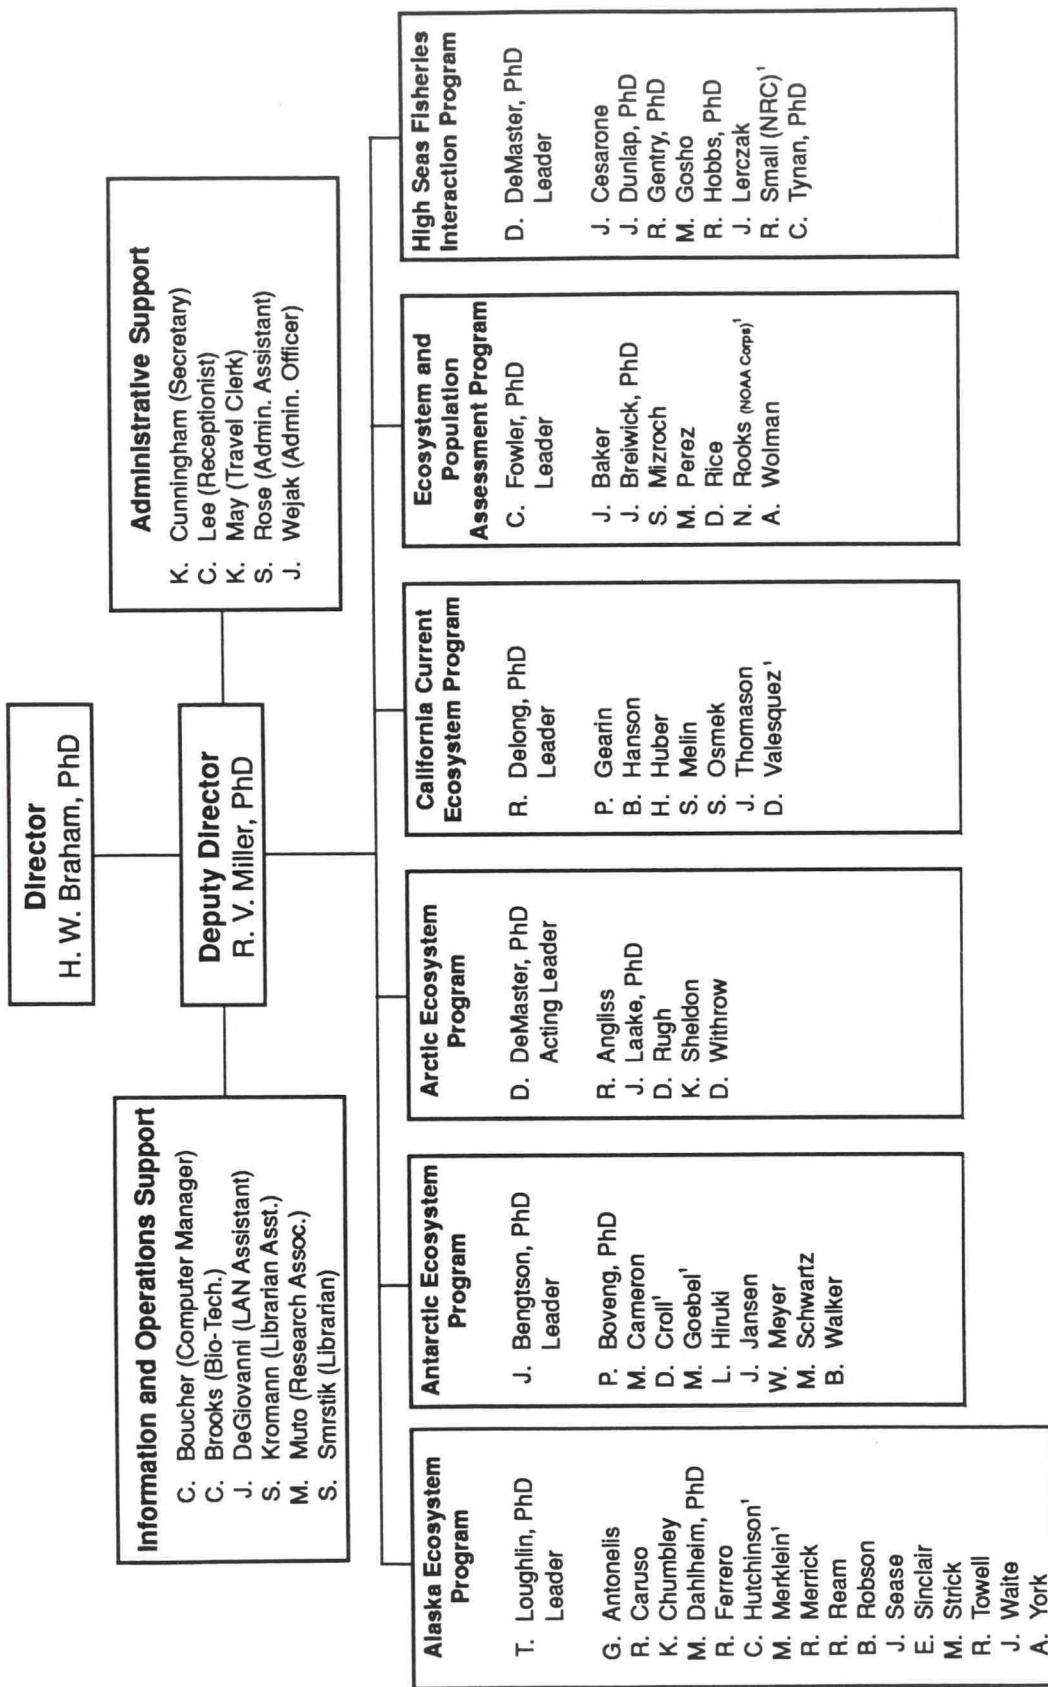 Director
H. W. Braham, PhD
Deputy Director
R. V. Miller, PhD
Information and Operations Support
C. Boucher (Computer Manager)
C. Brooks (Bio-Tech.)
J. DeGiovanni (LAN Assistant)
S. Kromann (Librarian Asst.)
M. Muto (Research Assoc.)
S. Smrstik (Librarian)
Administrative Support
K. Cunningham (Secretary)
C. Lee (Receptionist)
K. May (Travel Clerk)
S. Rose (Admin. Assistant)
J. Wejak (Admin. Officer)
Alaska Ecosystem
Program
T. Loughlin, PhD
Leader
G. Antonelis
R. Caruso
K. Chumbley
M. Dahlheim, PhD
R. Ferrero
C. Hutchinson¹
M. Merklein¹
R. Merrick
R. Ream
B. Robson
J. Sease
E. Sinclair
M. Strick
R. Towell
J. Waite
A. York
Antarctic Ecosystem
Program
J. Bengtson, PhD
Leader
P. Boveng, PhD
M. Cameron
D. Croll¹
M. Goebel¹
L. Hiruki
J. Jansen
W. Meyer
M. Schwartz
B. Walker
Arctic Ecosystem
Program
D. DeMaster, PhD
Acting Leader
R. Angliss
J. Laake, PhD
D. Rugh
K. Sheldon
D. Withrow
California Current
Ecosystem Program
R. Delong, PhD
Leader
P. Gearin
B. Hanson
H. Huber
S. Melin
S. Osmek
J. Thomason
D. Valesquez¹
Ecosystem and
Population
Assessment Program
C. Fowler, PhD
Leader
J. Baker
J. Breiwick, PhD
S. Mizroch
M. Perez
D. Rice
N. Rooks (NOAA Corps)¹
A. Wolman
High Seas Fisheries
Interaction Program
D. DeMaster, PhD
Leader
J. Cesarone
J. Dunlap, PhD
R. Gentry, PhD
M. Gosho
R. Hobbs, PhD
J. Lerczak
R. Small (NRC)¹
C. Tynan, PhD